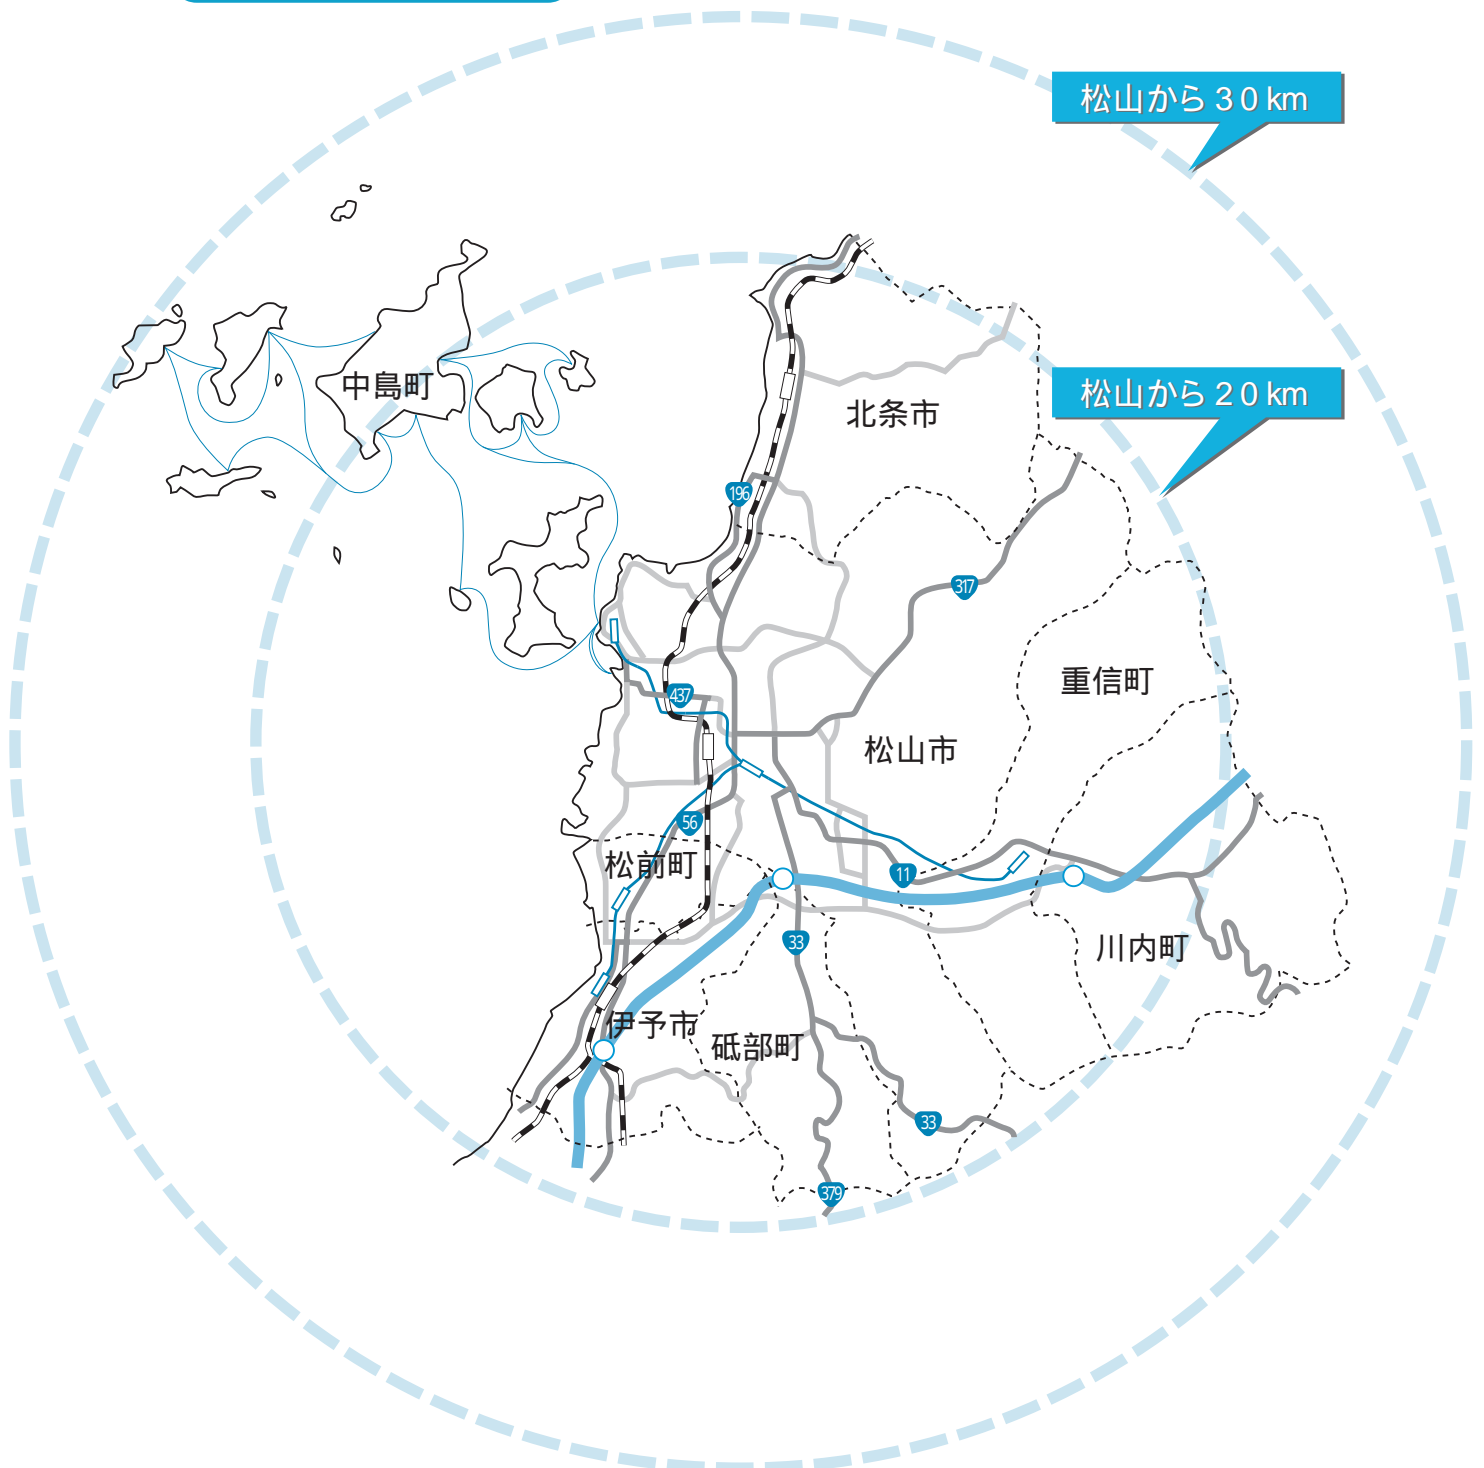 松山から30km
中島町
松山から20km
北条市
196
317
重信町
437
松山市
56
松前町
11
33
川内町
伊予市
砥部町
33
379